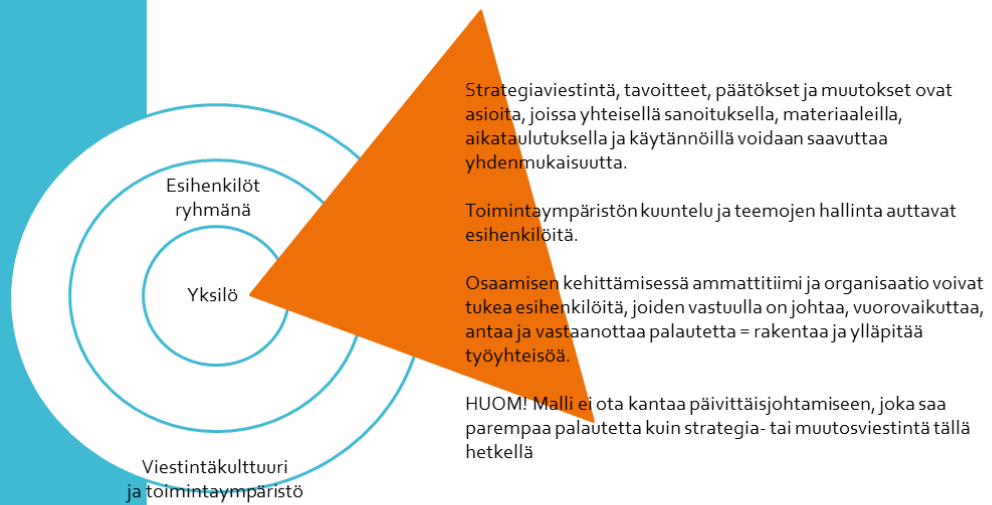 Esihenkilöt
ryhmänä
Yksilö
Viestintäkulttuuri
ja toimintaympäristö
Strategiaviestintä, tavoitteet, päätökset ja muutokset ovat
asioita, joissa yhteisellä sanoituksella, materiaaleilla,
aikataulutuksella ja käytännöillä voidaan saavuttaa
yhdenmukaisuutta.
Toimintaympäristön kuuntelu ja teemojen hallinta auttavat
esihenkilöitä.
Osaamisen kehittämisessä ammattitiimi ja organisaatio voivat
tukea esihenkilöitä, joiden vastuulla on johtaa, vuorovaikuttaa,
antaa ja vastaanottaa palautetta = rakentaa ja ylläpitää
työyhteisöä.
HUOM! Malli ei ota kantaa päivittäisjohtamiseen, joka saa
parempaa palautetta kuin strategia- tai muutosviestintä tällä
hetkellä